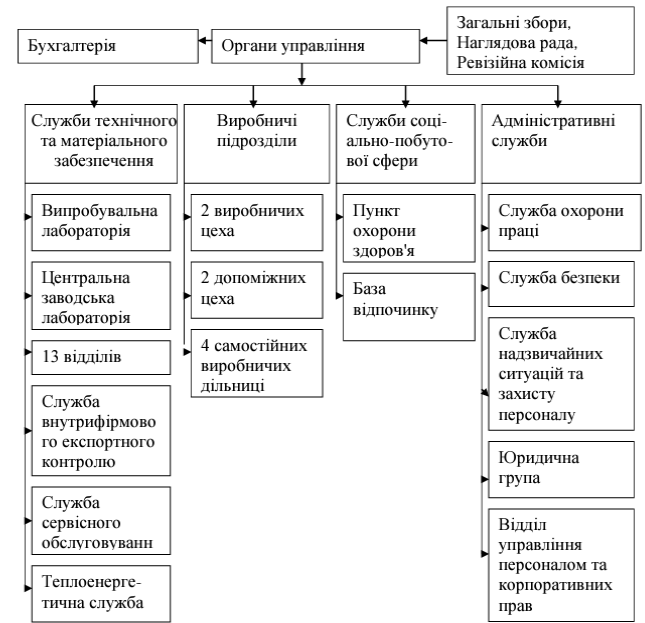 Бухгалтерія
Органи управління
Загальні збори,
Наглядова рада,
Ревізійна комісія
Служби технічного
та матеріального
забезпечення
Випробувальна
лабораторія
Центральна
заводська
лабораторія
13 відділів
Служба
внутрифірмово
го експортного
контролю
Служба
сервісного
обслуговуванн
Теплоенерге-
тична служба
Виробничі
підрозділи
2 виробничих
цеха
2 допоміжних
цеха
4 самостійних
виробничих
дільниці
Служби соці-
ально-побуто-
вої сфери
Пункт
охорони
здоров'я
База
відпочинку
Адміністративні
служби
Служба охорони
праці
Служба безпеки
Служба
надзвичайних
ситуацій та
захисту
персоналу
Юридична
група
Відділ
управління
персоналом та
корпоративних
прав